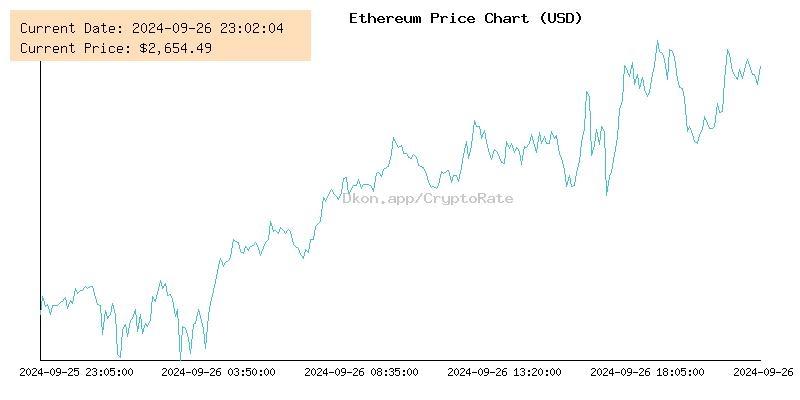 Ethereum Price Chart (USD)
Current Date: 2024-09-26 23:02:04
Current Price: $2,654.49
Dkon.app/CryptoRate
2024-09-25 23:05:00 2024-09-26 03:50:00 2024-09-26 08:35:00 2024-09-26 13:20:00 2024-09-26 18:05:00 2024-09-26